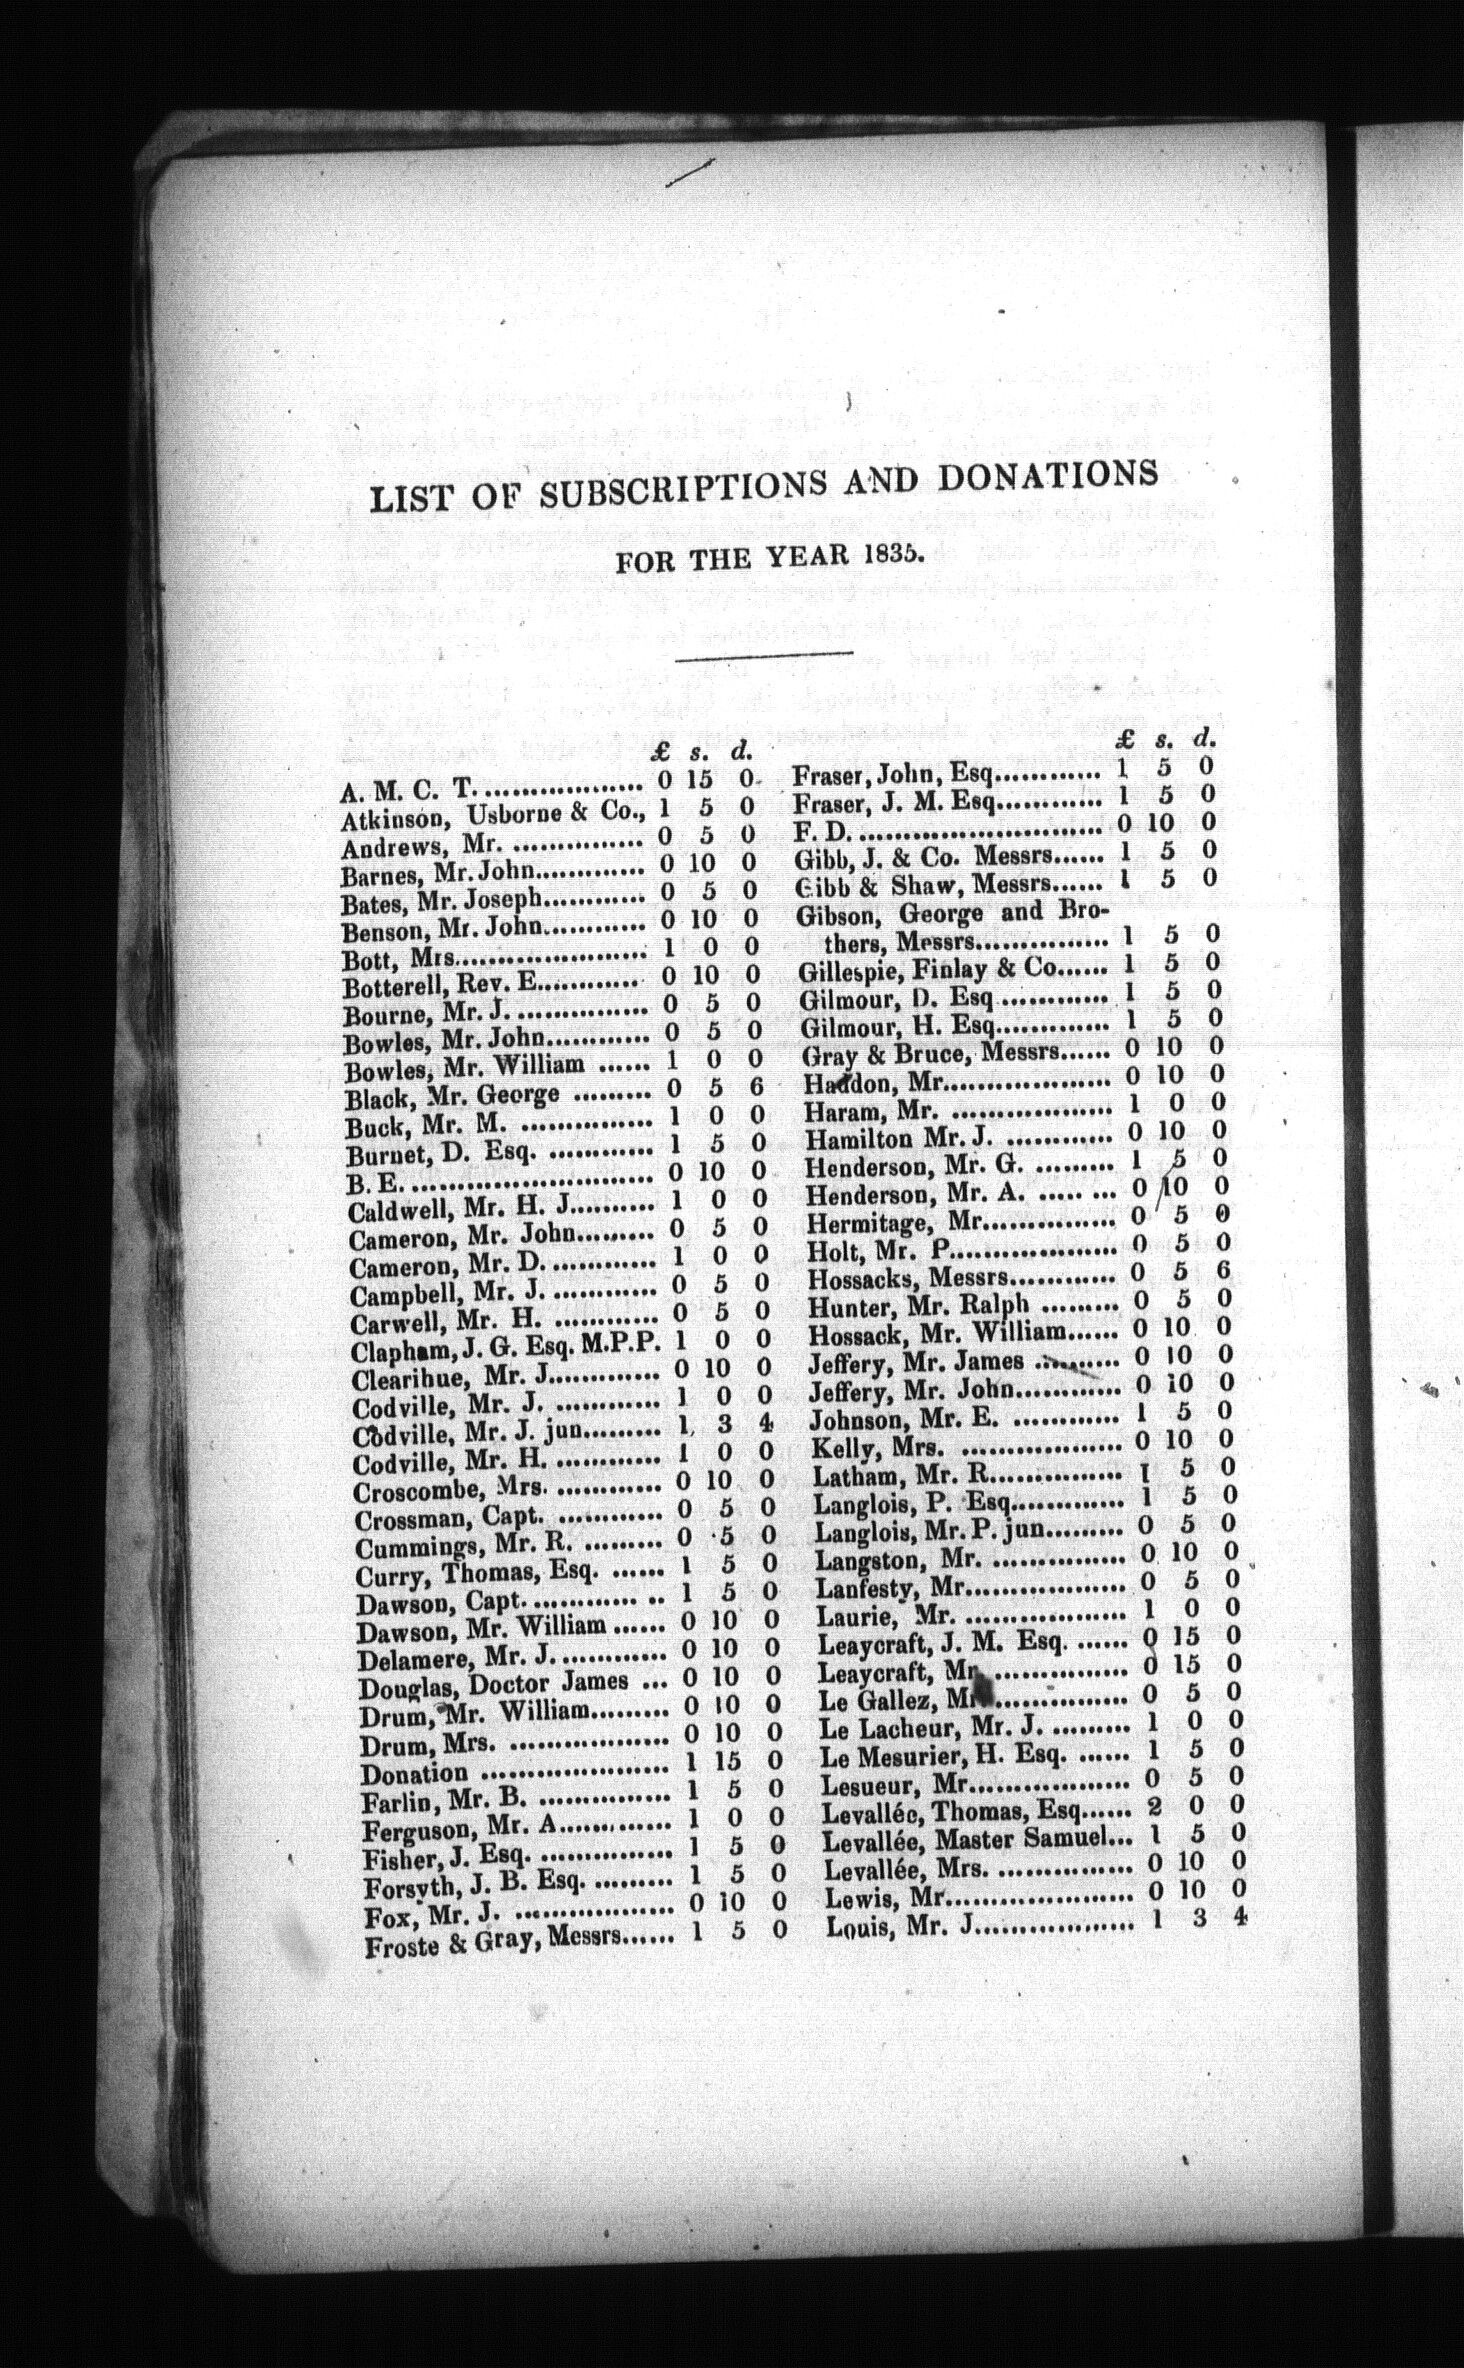 LIST OF SUBSCRIPTIONS AND DONATIONS
FOR THE YEAR 1835.
£ s. d.
A. M. C. T. ................... 0 15 0
Atkinson, Usborne & Co., 1 5 0
Andrews, Mr. ............... 0 5 0
Barnes, Mr. John............. 0 10 0
Bates, Mr. Joseph............ 0 5 0
Benson, Mr. John............ 0 10 0
Bott, Mrs...................... 1 0 0
Botterell, Rev. E............ 0 10 0
Bourne, Mr. J. ............... 0 5 0
Bowles, Mr. John............ 0 5 0
Bowles, Mr. William ...... 1 0 0
Black, Mr. George ......... 0 5 6
Buck, Mr. M. ............... 1 0 0
Burnet, D. Esq. ............ 1 5 0
B. E. ........................... 0 10 0
Caldwell, Mr. H. J.......... 1 0 0
Cameron, Mr. John......... 0 5 0
Cameron, Mr. D. ............ 1 0 0
Campbell, Mr. J. ............ 0 5 0
Carwell, Mr. H. ............ 0 5 0
Clapham, J. G. Esq. M.P.P. 1 0 0
Clearihue, Mr. J............. 0 10 0
Codville, Mr. J. ............ 1 0 0
Codville, Mr. J. jun......... 1 3 4
Codville, Mr. H. ............ 1 0 0
Croscombe, Mrs. ............ 0 10 0
Crossman, Capt. ............ 0 5 0
Cummings, Mr. R. ......... 0 5 0
Curry, Thomas, Esq. ...... 1 5 0
Dawson, Capt. ............ .. 1 5 0
Dawson, Mr. William ...... 0 10 0
Delamere, Mr. J. ............ 0 10 0
Douglas, Doctor James ... 0 10 0
Drum, Mr. William......... 0 10 0
Drum, Mrs. .................. 0 10 0
Donation ..................... 1 15 0
Farlin, Mr. B. ............... 1 5 0
Ferguson, Mr. A............. 1 0 0
Fisher, J. Esq. ............... 1 5 0
Forsyth, J. B. Esq. ......... 1 5 0
Fox, Mr. J. .................. 0 10 0
Froste & Gray, Messrs...... 1 5 0
£ s. d.
Fraser, John, Esq............ 1 5 0
Fraser, J. M. Esq............ 1 5 0
F. D. ........................... 0 10 0
Gibb, J. & Co. Messrs...... 1 5 0
Gibb & Shaw, Messrs...... 1 5 0
Gibson, George and Bro-
thers, Messrs............... 1 5 0
Gillespie, Finlay & Co...... 1 5 0
Gilmour, D. Esq ............ 1 5 0
Gilmour, H. Esq............. 1 5 0
Gray & Bruce, Messrs...... 0 10 0
Haddon, Mr................... 0 10 0
Haram, Mr. .................. 1 0 0
Hamilton Mr. J. ............ 0 10 0
Henderson, Mr. G. ......... 1 5 0
Henderson, Mr. A. ..... ... 0 10 0
Hermitage, Mr............... 0 5 0
Holt, Mr. P................... 0 5 0
Hossacks, Messrs............ 0 5 6
Hunter, Mr. Ralph ......... 0 5 0
Hossack, Mr. William...... 0 10 0
Jeffery, Mr. James .......... 0 10 0
Jeffery, Mr. John............ 0 10 0
Johnson, Mr. E. ............ 1 5 0
Kelly, Mrs. .................. 0 10 0
Latham, Mr. R............... 1 5 0
Langlois, P. Esq............. 1 5 0
Langlois, Mr. P. jun......... 0 5 0
Langston, Mr. ............... 0 10 0
Lanfesty, Mr.................. 0 5 0
Laurie, Mr. .................. 1 0 0
Leaycraft, J. M. Esq. ...... 0 15 0
Leaycraft, Mr. ............... 0 15 0
Le Gallez, Mr ............... 0 5 0
Le Lacheur, Mr. J. ......... 1 0 0
Le Mesurier, H. Esq. ...... 1 5 0
Lesueur, Mr.................. 0 5 0
Levallée, Thomas, Esq...... 2 0 0
Levallée, Master Samuel... 1 5 0
Levallée, Mrs. ............... 0 10 0
Lewis, Mr..................... 0 10 0
Louis, Mr. J.................. 1 3 4